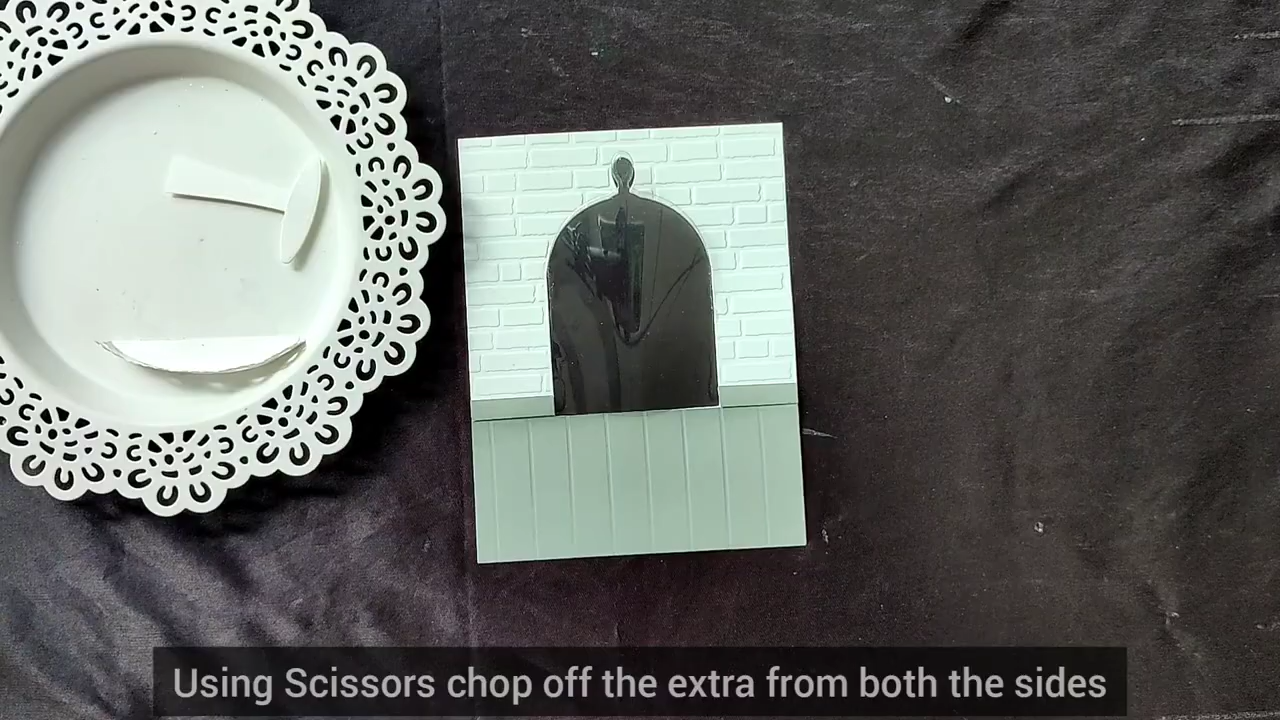 Using Scissors chop off the extra from both the sides